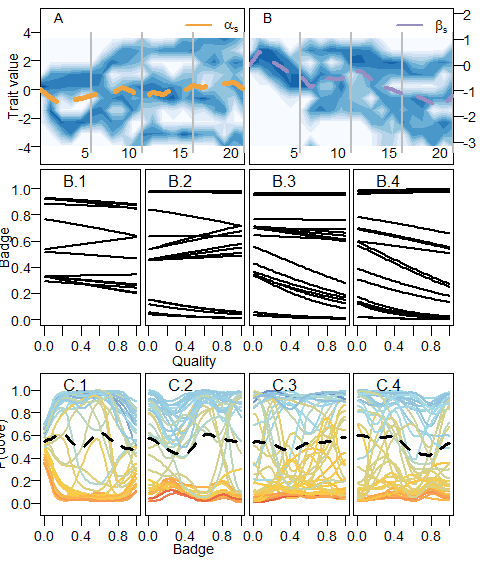 A
αs
B
βs
Trait value
4
2
0
-2
-4
5
10
15
20
5
10
15
20
2
1
0
-1
-2
-3
B.1
B.2
B.3
B.4
Badge
1.0
0.8
0.6
0.4
0.2
0.0
0.0 0.4 0.8
0.0 0.4 0.8
0.0 0.4 0.8
0.0 0.4 0.8
Quality
C.1
C.2
C.3
C.4
1.0
0.8
0.6
0.4
0.2
0.0
0.0 0.4 0.8
0.0 0.4 0.8
0.0 0.4 0.8
0.0 0.4 0.8
Badge